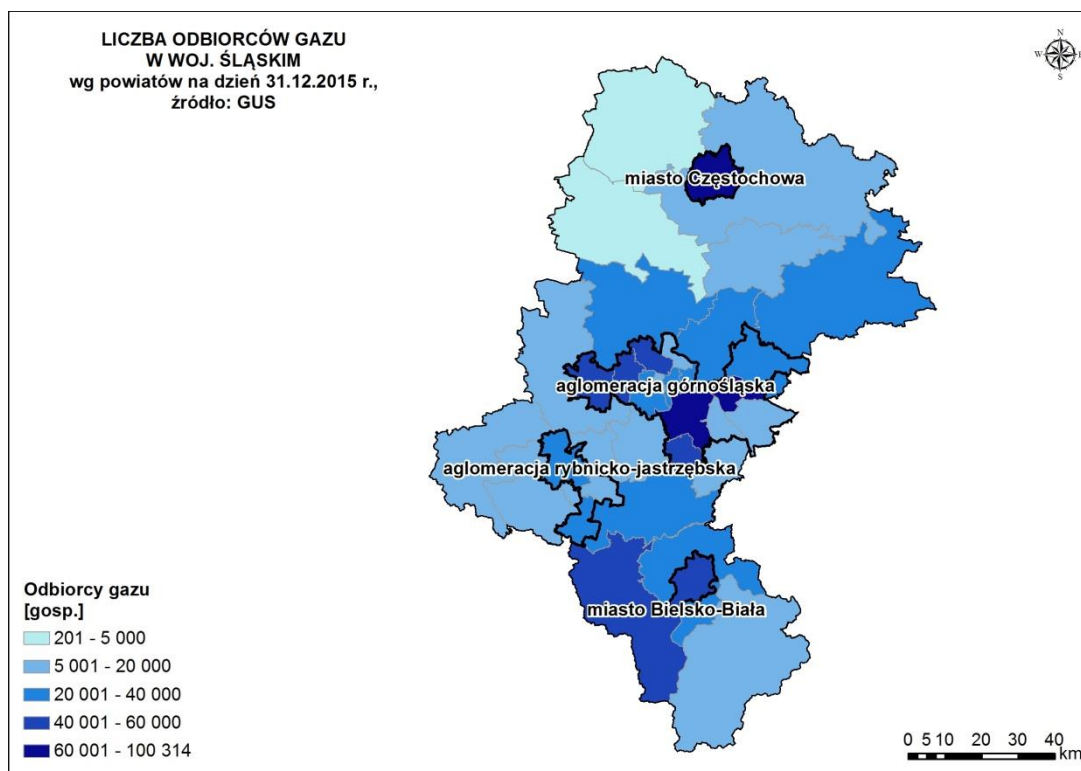 LICZBA ODBIORCÓW GAZU
W WOJ. ŚLĄSKIM
wg powiatów na dzień 31.12.2015 r.,
źródło: GUS
N
W E
S
miasto Częstochowa
aglomeracja górnośląska
aglomeracja rybnicko-jastrzębska
miasto Bielsko-Biała
Odbiorcy gazu
[gosp.]
201 - 5 000
5 001 - 20 000
20 001 - 40 000
40 001 - 60 000
60 001 - 100 314
0 5 10 20 30 40
km